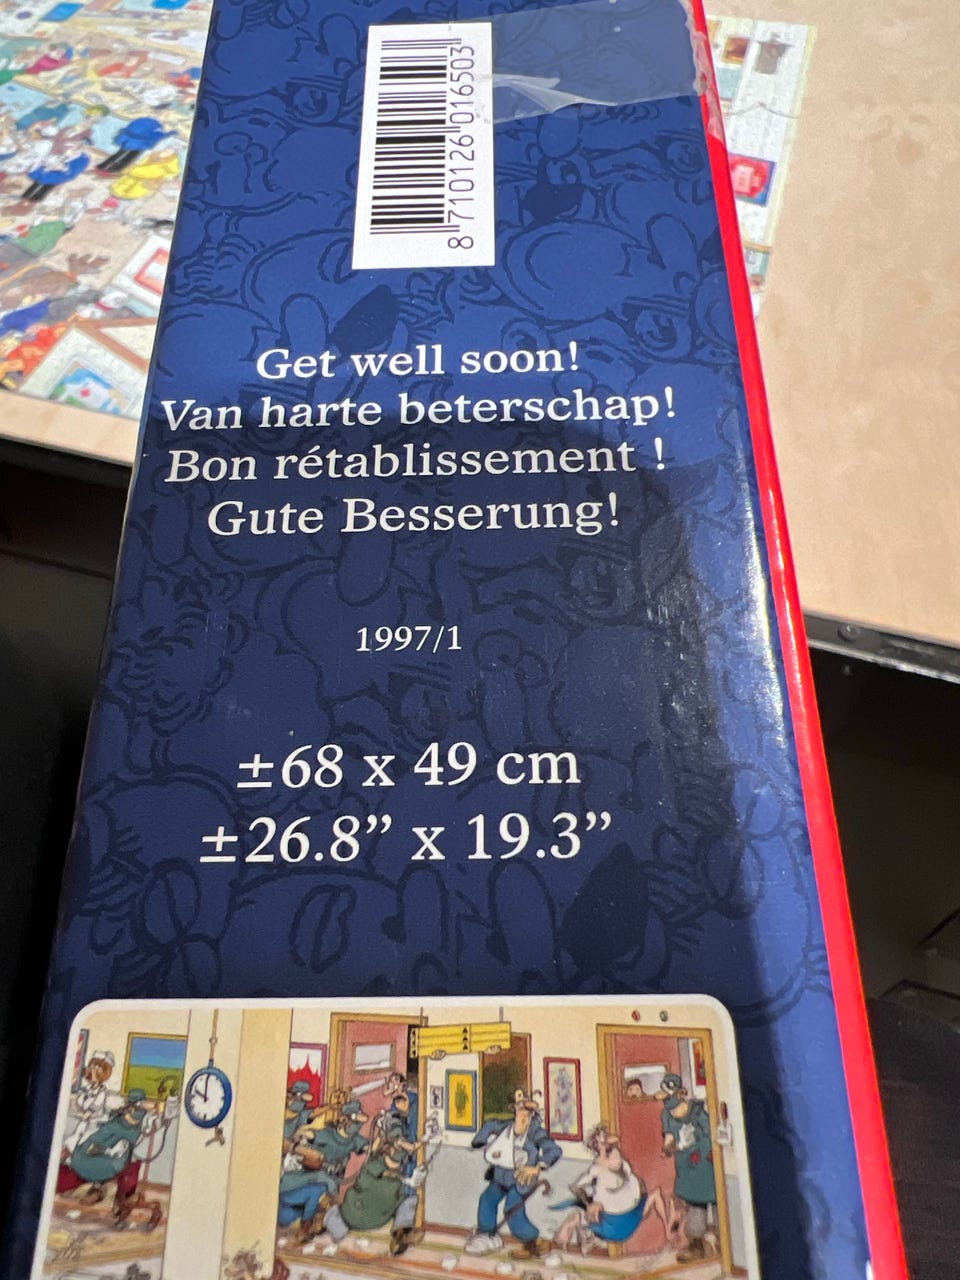 8 710126 016503
Get well soon!
Van harte beterschap!
Bon rétablissement !
Gute Besserung!
1997/1
±68 x 49 cm
±26.8” x 19.3”